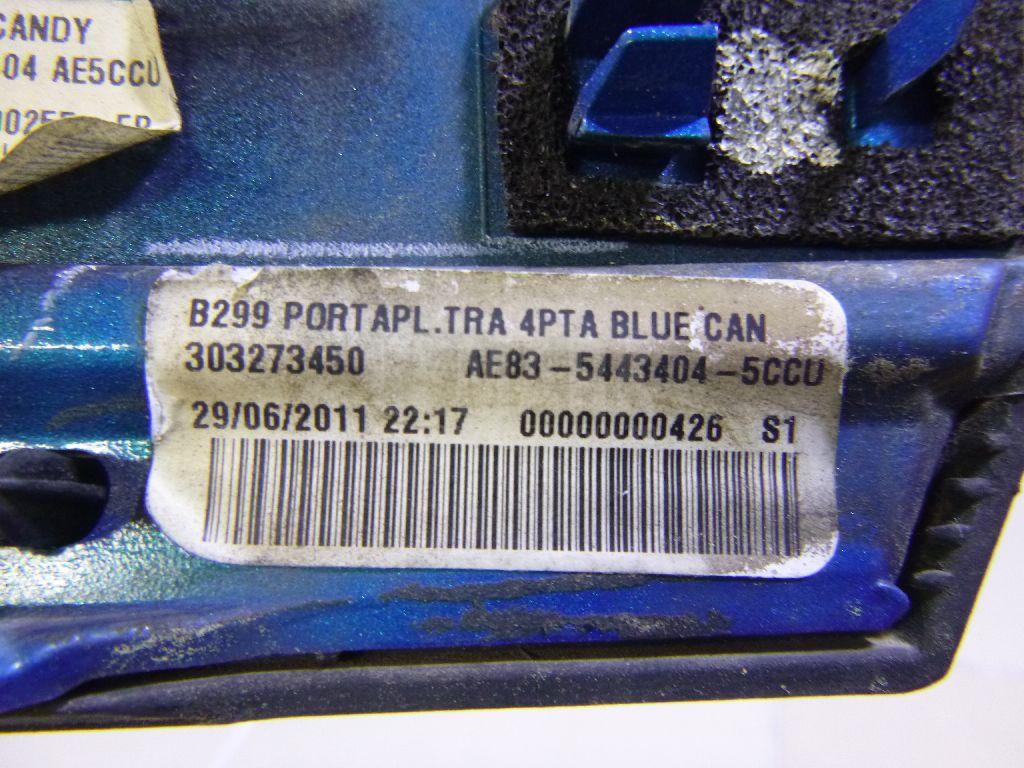 CANDY
04 AE5CCU
B299 PORTAPL.TRA 4PTA BLUE CAN
303273450 AE83-5443404-5CCU
29/06/2011 22:17 00000000426 S1